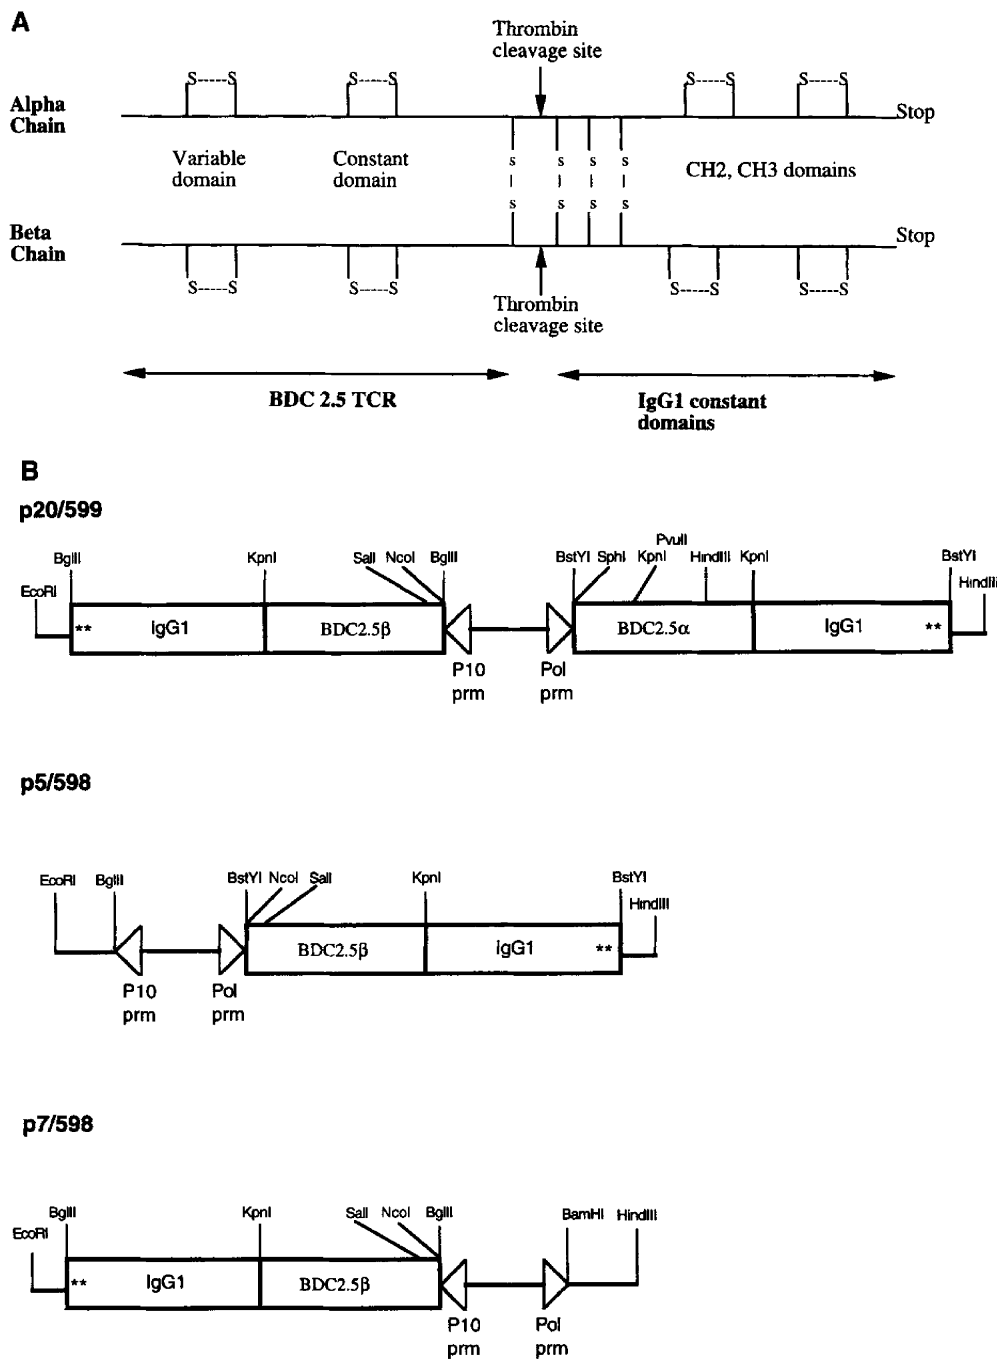 A
Thrombin
cleavage site
S-----S S-----S S-----S S-----S
Alpha
Chain
Stop
Variable
domain
Constant
domain
s s s s
s s s s
CH2, CH3 domains
Beta
Chain
Stop
S-----S S-----S S-----S S-----S
Thrombin
cleavage site
BDC 2.5 TCR
IgG1 constant
domains
B
p20/599
PvuII
BglII KpnI SalI NcoI BglII BstYI SphI KpnI HindIII KpnI BstYI
EcoRI HindIII
** IgG1 BDC2.5β BDC2.5α IgG1 **
P10
prm
Pol
prm
p5/598
EcoRI BglII BstYI NcoI SalI KpnI BstYI
HindIII
BDC2.5β IgG1 **
P10
prm
Pol
prm
p7/598
BglII KpnI SalI NcoI BglII BamHI HindIII
EcoRI
** IgG1 BDC2.5β
P10
prm
Pol
prm